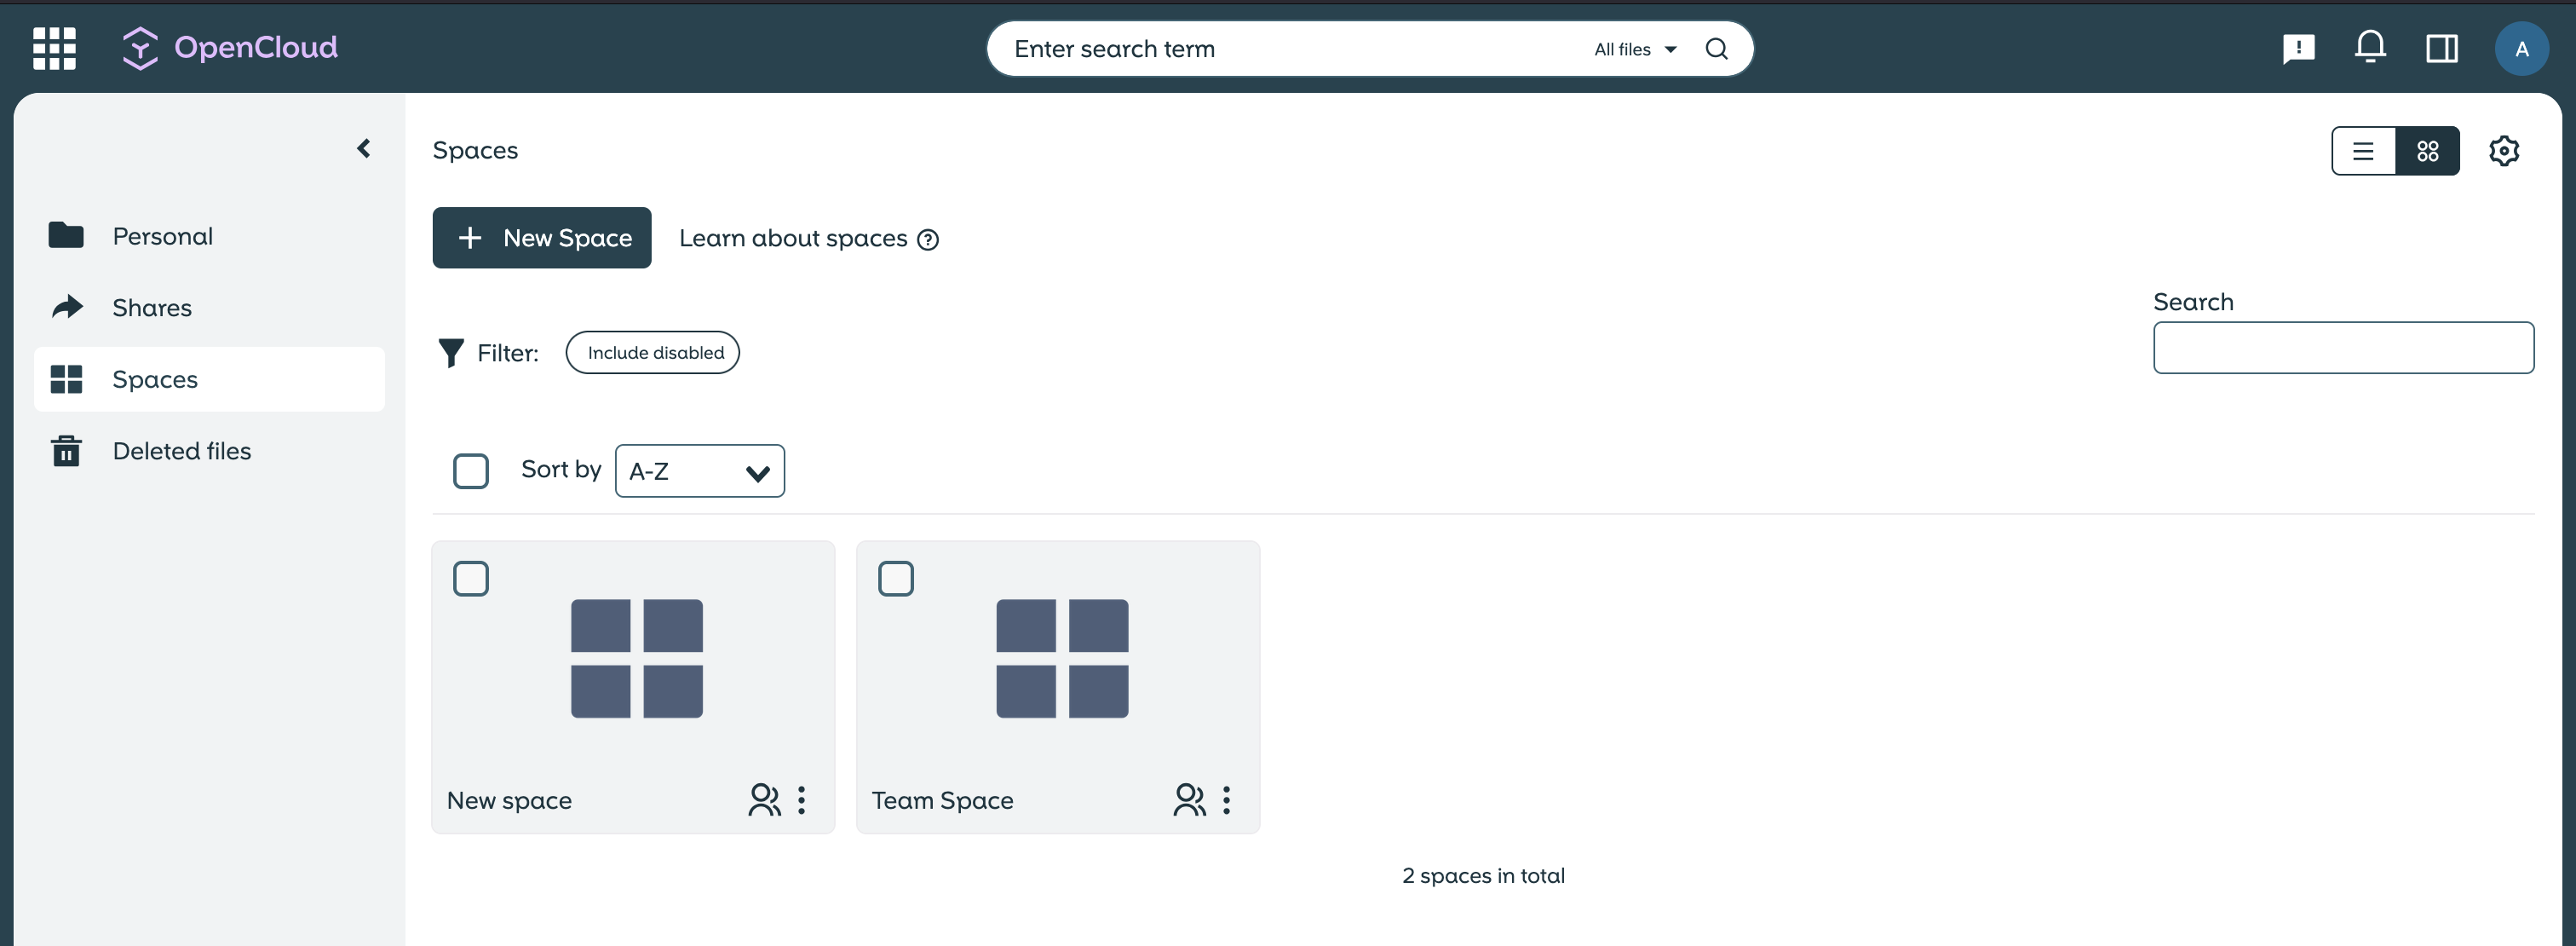 OpenCloud
Enter search term
All files
A
Spaces
Personal
Shares
Spaces
Deleted files
New Space
Learn about spaces
Search
Filter:
Include disabled
Sort by
A-Z
New space
Team Space
2 spaces in total